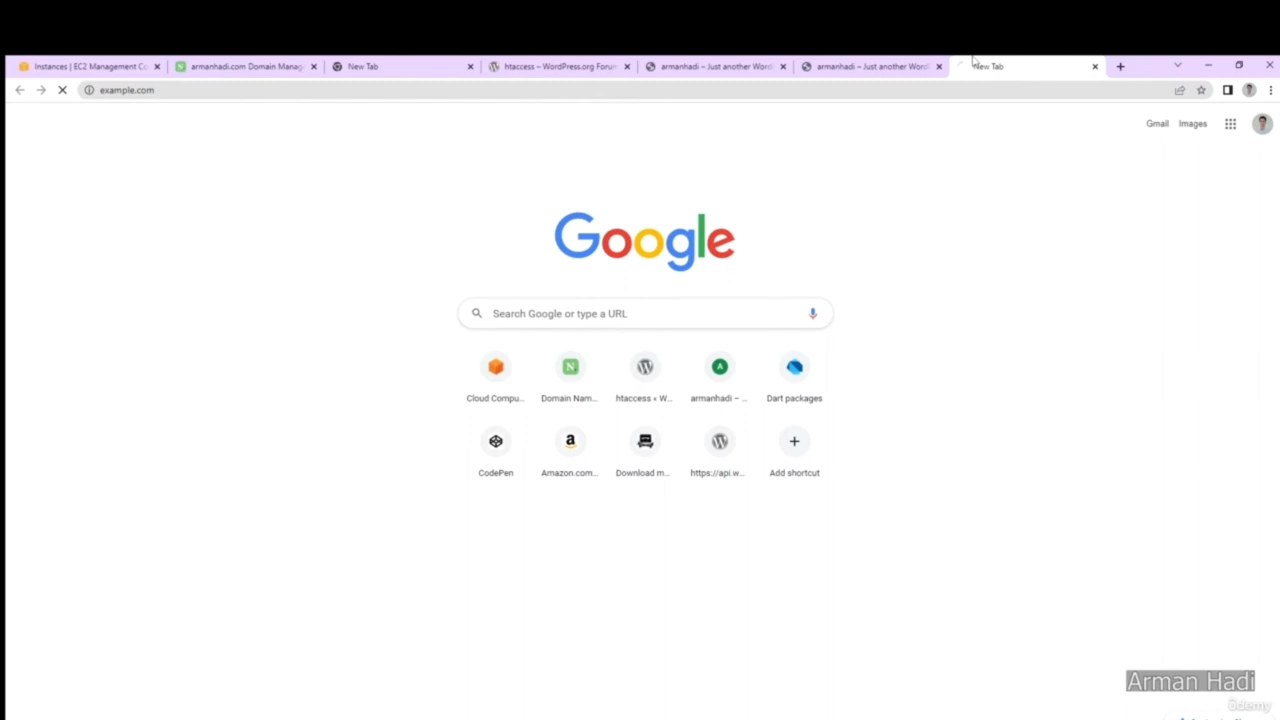 Instances | EC2 Management Co
armanhadi.com Domain Manag
New Tab
htaccess – WordPress.org Forum
armanhadi – Just another Word
armanhadi – Just another Word
New Tab
example.com
Gmail
Images
Google
Search Google or type a URL
Cloud Compu...
Domain Nam...
htaccess « W...
armanhadi – ...
Dart packages
CodePen
Amazon.com...
Download m...
https://api.w...
Add shortcut
Arman Hadi
ûdemy